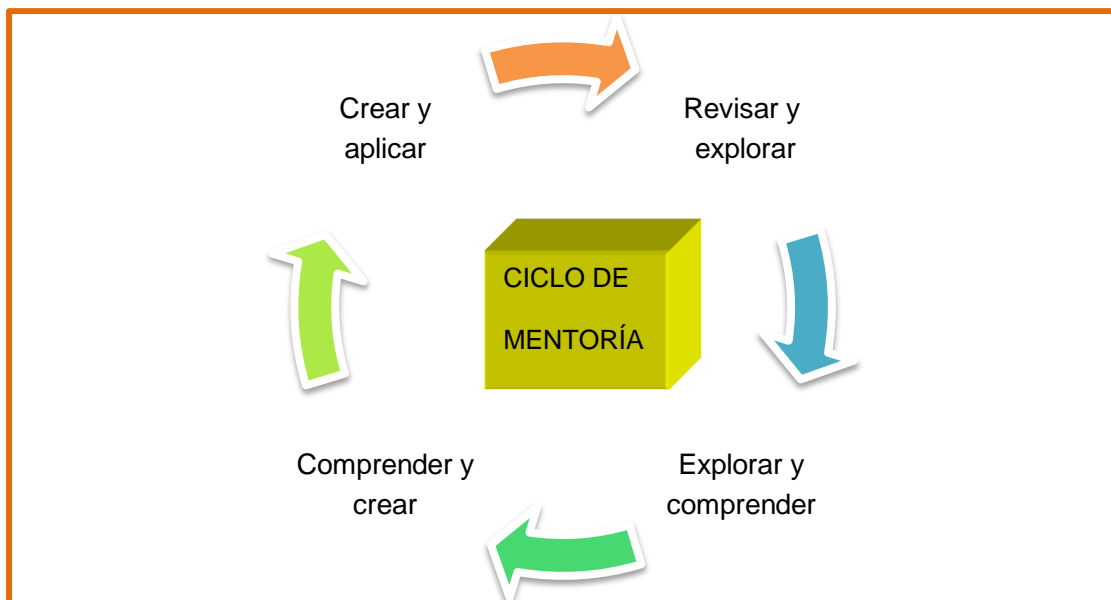 Crear y
aplicar
Revisar y
explorar
CICLO DE
MENTORÍA
Comprender y
crear
Explorar y
comprender